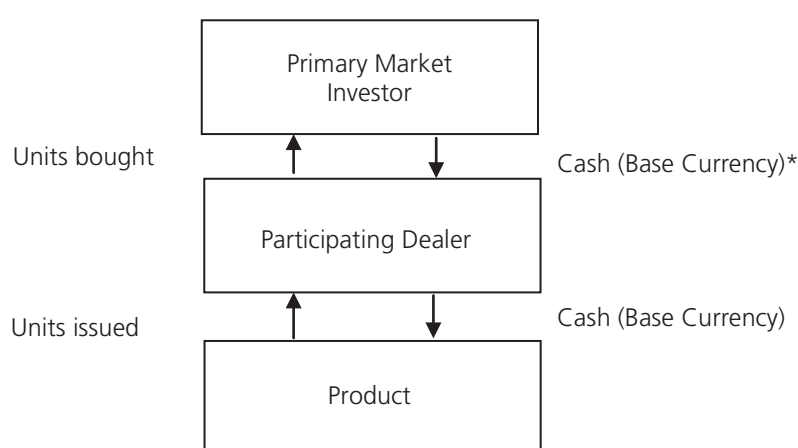 Primary Market
Investor
Units bought
Cash (Base Currency)*
Participating Dealer
Units issued
Cash (Base Currency)
Product